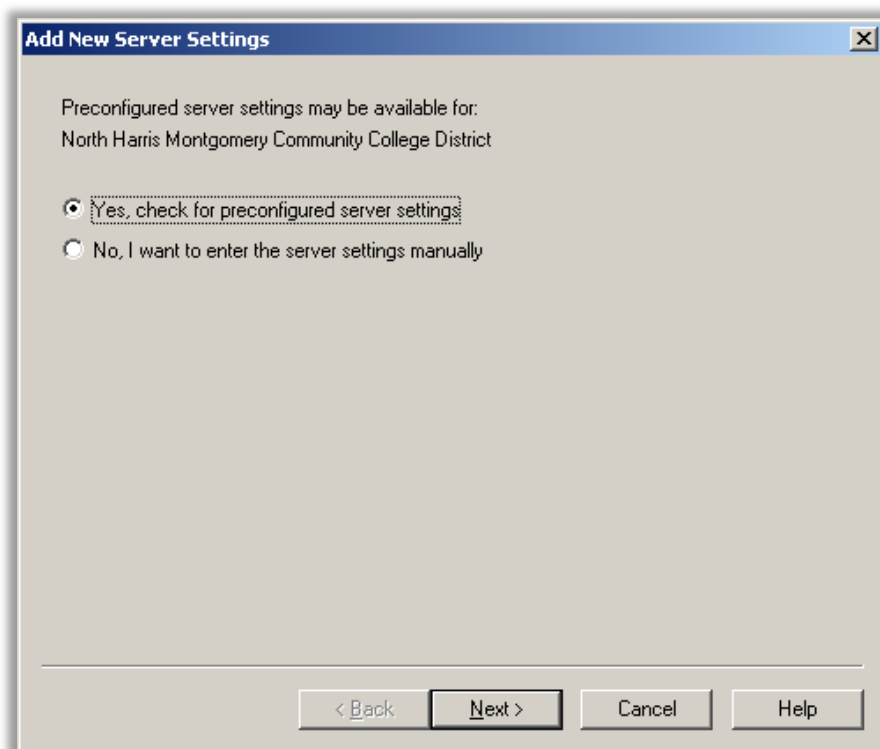 Add New Server Settings
Preconfigured server settings may be available for:
North Harris Montgomery Community College District
Yes, check for preconfigured server settings
No, I want to enter the server settings manually
< Back Next > Cancel Help